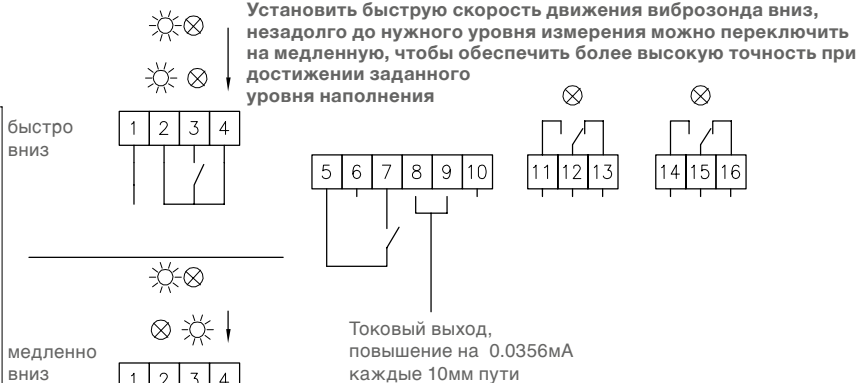 Установить быструю скорость движения виброзонда вниз,
незадолго до нужного уровня измерения можно переключить
на медленную, чтобы обеспечить более высокую точность при
достижении заданного
уровня наполнения
быстро
вниз
1 2 3 4
5 6 7 8 9 10
11 12 13
14 15 16
Токовый выход,
повышение на 0.0356мА
каждые 10мм пути
медленно
вниз
1 2 3 4